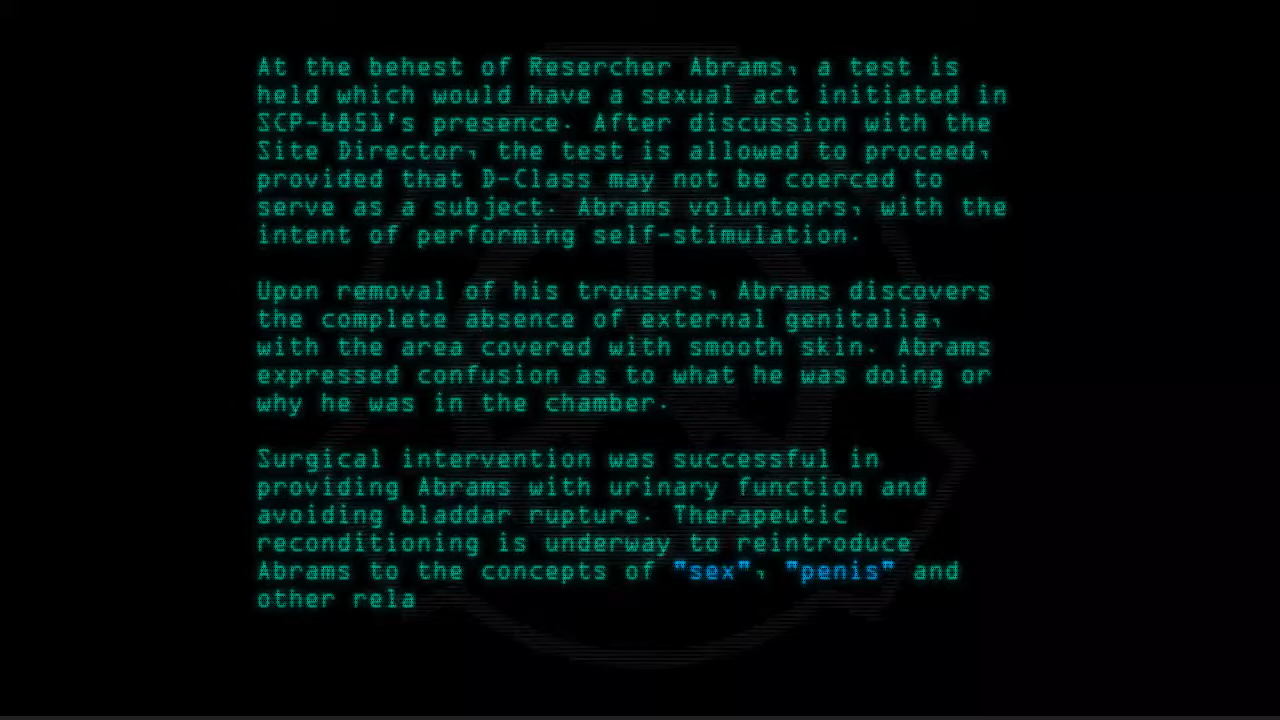 At the behest of Resercher Abrams, a test is
held which would have a sexual act initiated in
SCP-6851's presence. After discussion with the
Site Director, the test is allowed to proceed,
provided that D-Class may not be coerced to
serve as a subject. Abrams volunteers, with the
intent of performing self-stimulation.
Upon removal of his trousers, Abrams discovers
the complete absence of external genitalia,
with the area covered with smooth skin. Abrams
expressed confusion as to what he was doing or
why he was in the chamber.
Surgical intervention was successful in
providing Abrams with urinary function and
avoiding bladdar rupture. Therapeutic
reconditioning is underway to reintroduce
Abrams to the concepts of "sex", "penis" and
other rela